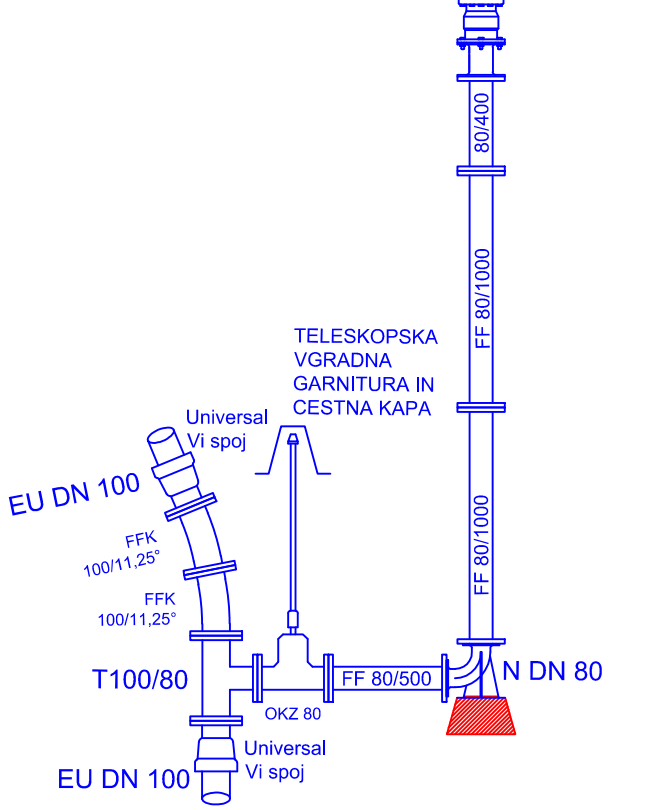 80/400
FF 80/1000
TELESKOPSKA
VGRADNA
GARNITURA IN
CESTNA KAPA
Universal
Vi spoj
EU DN 100
FFK
100/11,25°
FF 80/1000
FFK
100/11,25°
T100/80
FF 80/500
N DN 80
OKZ 80
Universal
Vi spoj
EU DN 100